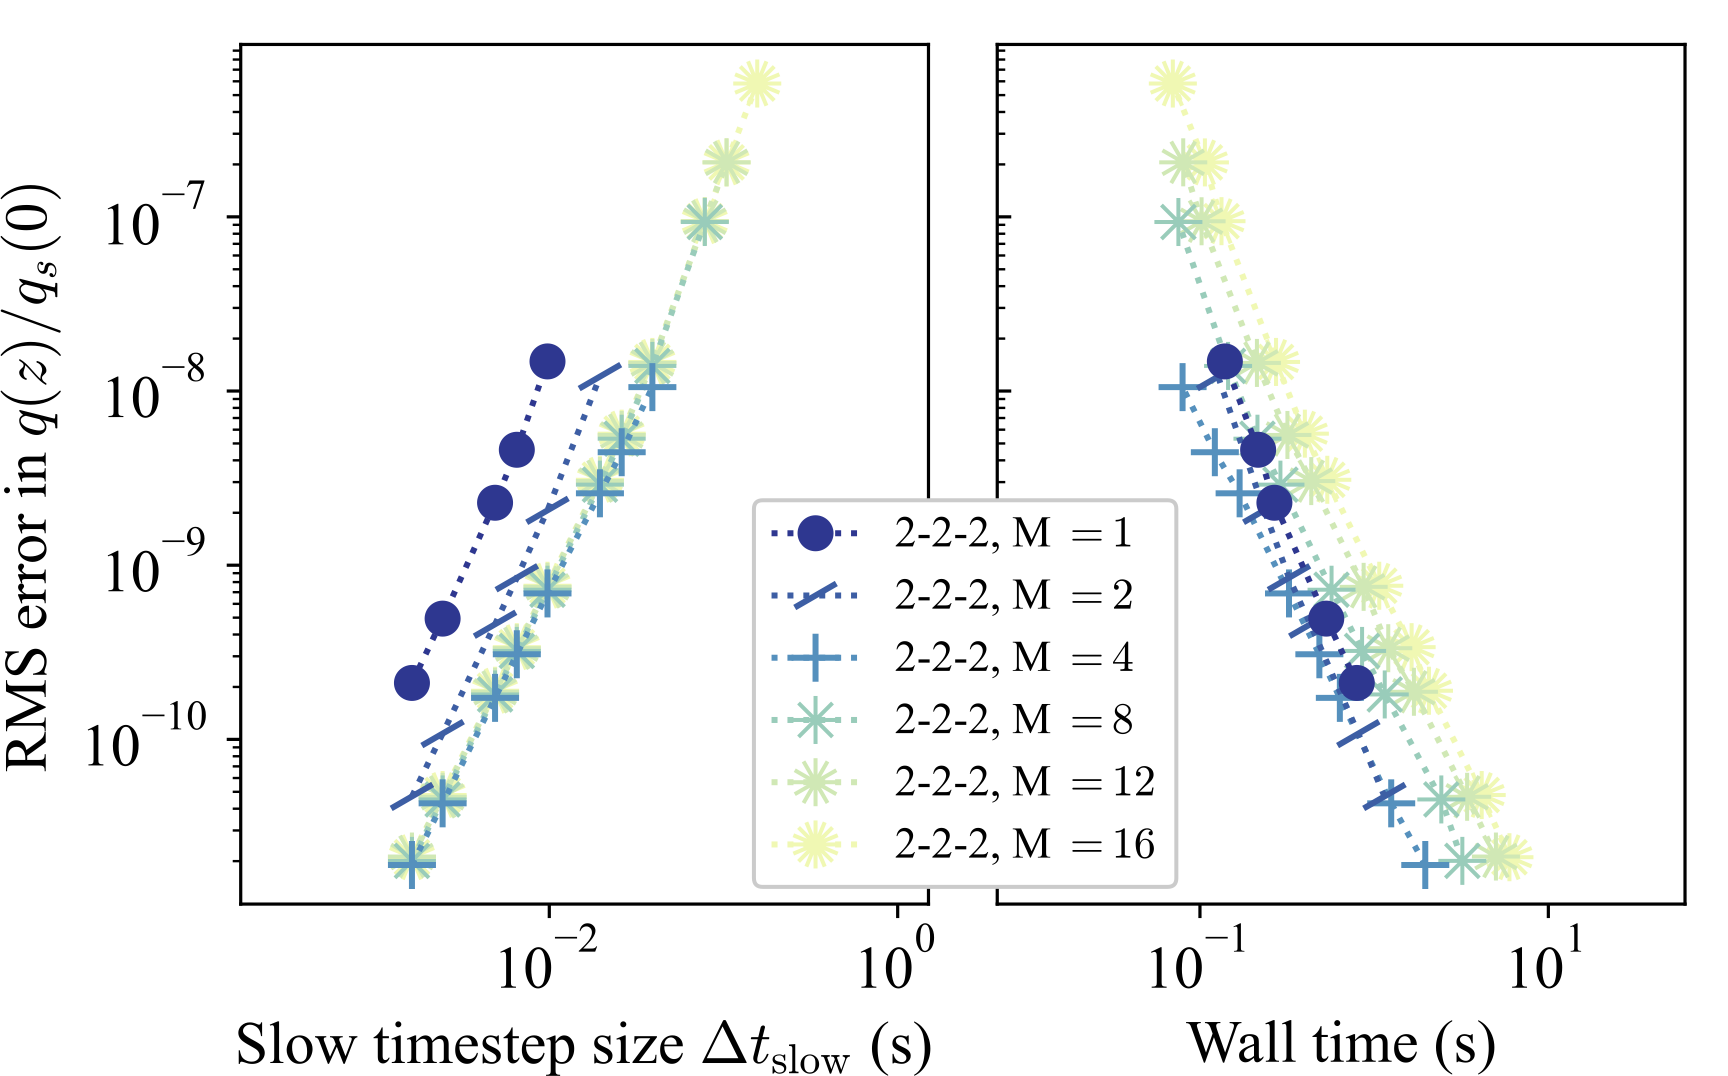 RMS error in q(z)/q_s(0)
10^−7
10^−8
10^−9
10^−10
10^−2
10^0
Slow timestep size Δt_slow (s)
10^−1
10^1
Wall time (s)
2-2-2, M = 1
2-2-2, M = 2
2-2-2, M = 4
2-2-2, M = 8
2-2-2, M = 12
2-2-2, M = 16